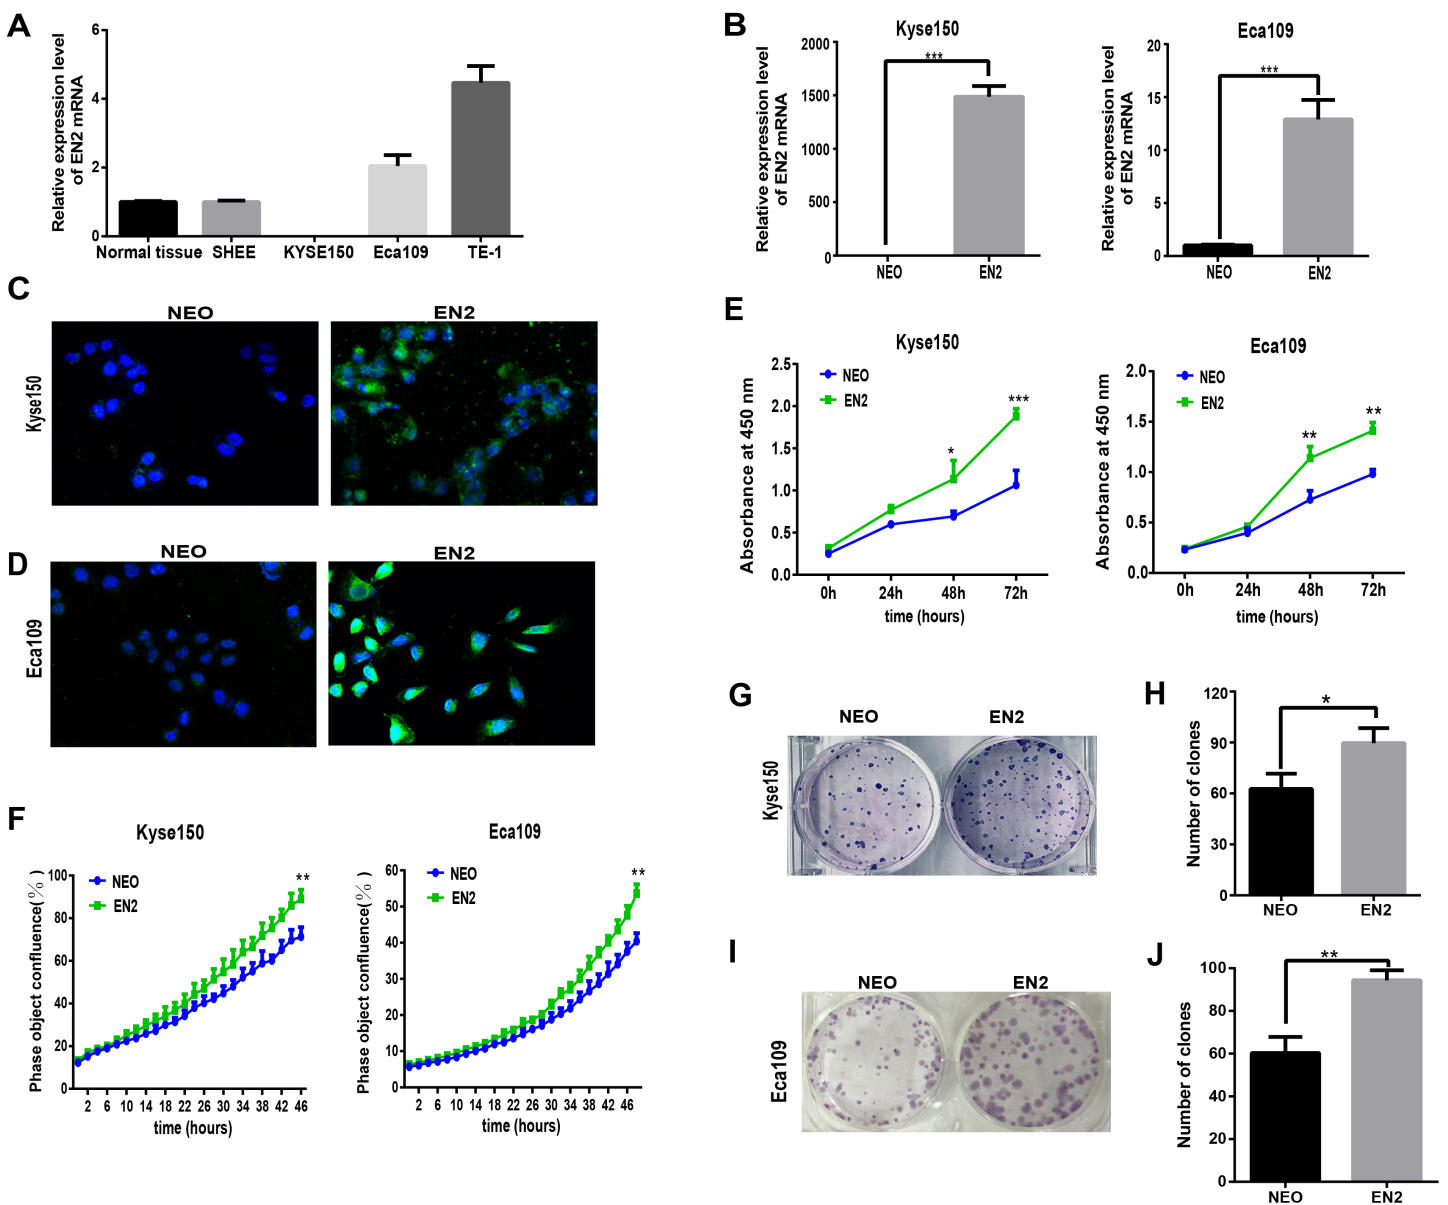 A
Relative expression level
of EN2 mRNA
6
4
2
0
Normal tissue SHEE KYSE150 Eca109 TE-1
B
Kyse150
Relative expression level
of EN2 mRNA
2000
1500
1000
500
0
***
NEO EN2
Eca109
Relative expression level
of EN2 mRNA
20
15
10
5
0
***
NEO EN2
C
NEO EN2
Kyse150
D
NEO EN2
Eca109
E
Kyse150
Absorbance at 450 nm
2.5
2.0
1.5
1.0
0.5
0.0
NEO
EN2
*
***
0h 24h 48h 72h
time (hours)
Eca109
Absorbance at 450 nm
2.0
1.5
1.0
0.5
0.0
NEO
EN2
**
**
0h 24h 48h 72h
time (hours)
F
Kyse150
Phase object confluence(%)
100
80
60
40
20
0
NEO
EN2
**
2 6 10 14 18 22 26 30 34 38 42 46
time (hours)
Eca109
Phase object confluence(%)
60
50
40
30
20
10
0
NEO
EN2
**
2 6 10 14 18 22 26 30 34 38 42 46
time (hours)
G
NEO EN2
Kyse150
H
Number of clones
120
90
60
30
0
*
NEO EN2
I
NEO EN2
Eca109
J
Number of clones
100
80
60
40
20
0
**
NEO EN2